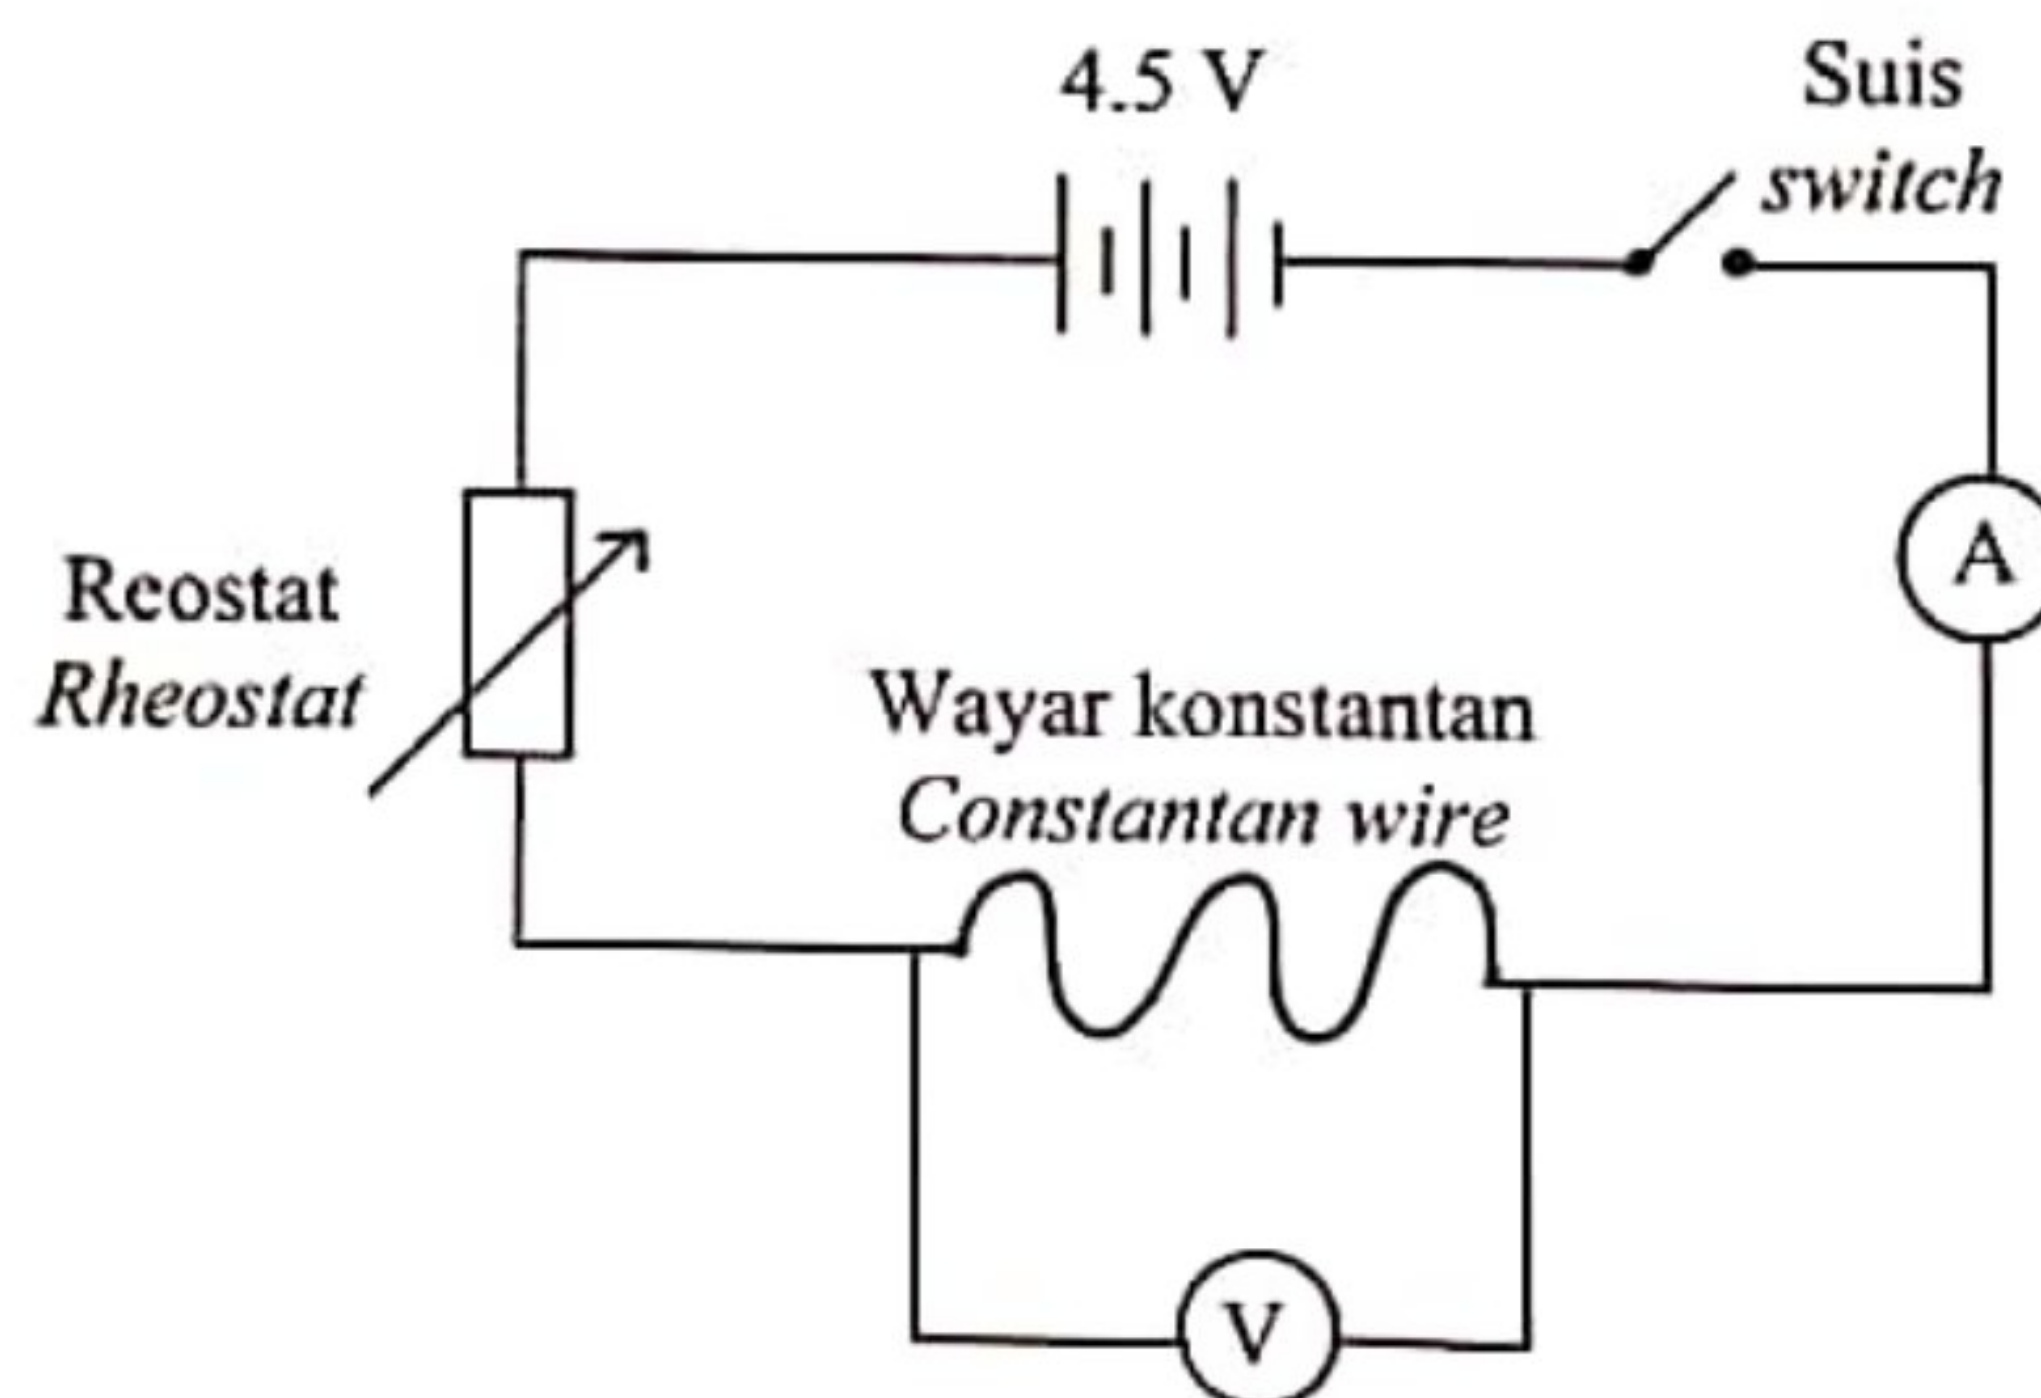 4.5 V
Suis
switch
A
Reostat
Rheostat
Wayar konstantan
Constantan wire
V